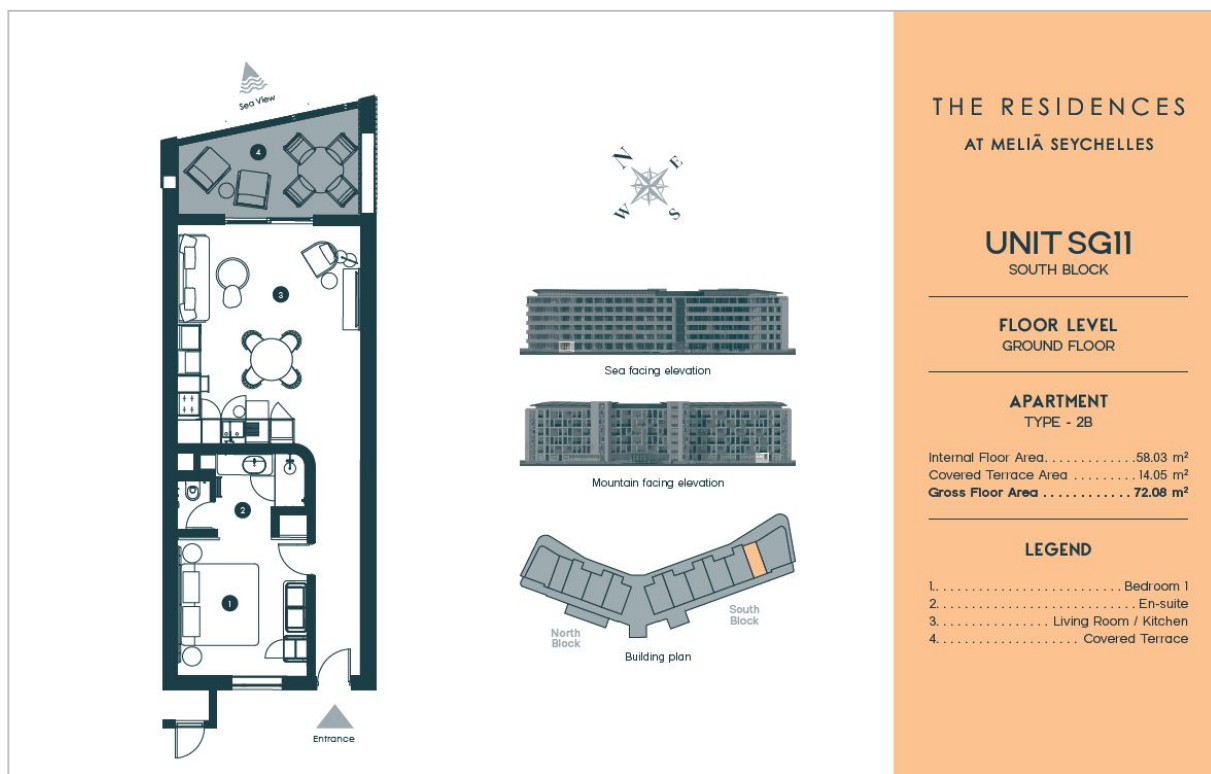 Sea View
4
3
2
1
Entrance
N
E
W
S
Sea facing elevation
Mountain facing elevation
North
Block
South
Block
Building plan
THE RESIDENCES
AT MELIÃ SEYCHELLES
UNIT SG11
SOUTH BLOCK
FLOOR LEVEL
GROUND FLOOR
APARTMENT
TYPE - 2B
Internal Floor Area. . . . . . . . . . . . .58.03 m²
Covered Terrace Area . . . . . . . . . 14.05 m²
Gross Floor Area . . . . . . . . . . . . 72.08 m²
LEGEND
1. . . . . . . . . . . . . . . . . . . . . . . . . . Bedroom 1
2. . . . . . . . . . . . . . . . . . . . . . . . . . . . En-suite
3. . . . . . . . . . . . . . . . Living Room / Kitchen
4. . . . . . . . . . . . . . . . . . . . Covered Terrace